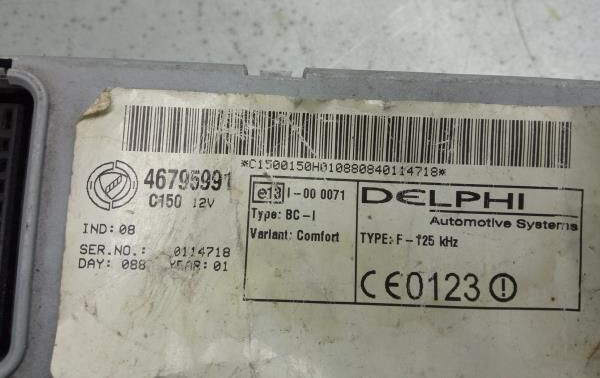 *C1500150H010880840114718*
46795991
C150 12V
IND: 08
SER.NO.: 0114718
DAY: 088 YEAR: 01
e13 I-00 0071
Type: BC-I
Variant: Comfort
DELPHI
Automotive Systems
TYPE: F-125 kHz
CE0123